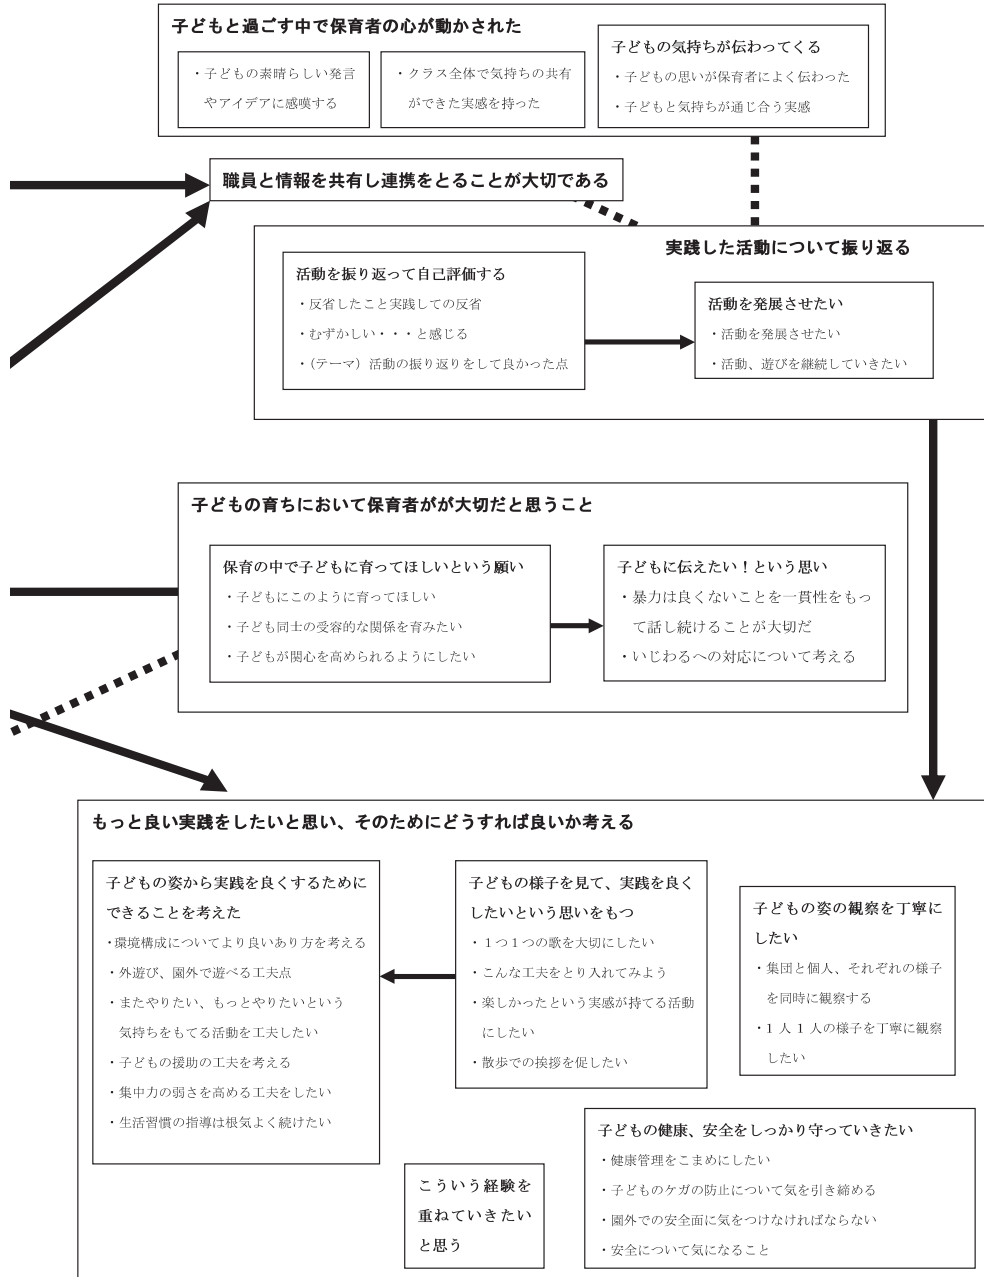 子どもと過ごす中で保育者の心が動かされた
・子どもの素晴らしい発言
やアイデアに感嘆する
・クラス全体で気持ちの共有
ができた実感を持った
子どもの気持ちが伝わってくる
・子どもの思いが保育者によく伝わった
・子どもと気持ちが通じ合う実感
職員と情報を共有し連携をとることが大切である
実践した活動について振り返る
活動を振り返って自己評価する
・反省したこと実践しての反省
・むずかしい・・・と感じる
・(テーマ）活動の振り返りをして良かった点
活動を発展させたい
・活動を発展させたい
・活動、遊びを継続していきたい
子どもの育ちにおいて保育者がが大切だと思うこと
保育の中で子どもに育ってほしいという願い
・子どもにこのように育ってほしい
・子ども同士の受容的な関係を育みたい
・子どもが関心を高められるようにしたい
子どもに伝えたい！という思い
・暴力は良くないことを一貫性をもっ
て話し続けることが大切だ
・いじわるへの対応について考える
もっと良い実践をしたいと思い、そのためにどうすれば良いか考える
子どもの姿から実践を良くするために
できることを考えた
・環境構成についてより良いあり方を考える
・外遊び、園外で遊べる工夫点
・またやりたい、もっとやりたいという
気持ちをもてる活動を工夫したい
・子どもの援助の工夫を考える
・集中力の弱さを高める工夫をしたい
・生活習慣の指導は根気よく続けたい
子どもの様子を見て、実践を良く
したいという思いをもつ
・１つ１つの歌を大切にしたい
・こんな工夫をとり入れてみよう
・楽しかったという実感が持てる活動
にしたい
・散歩での挨拶を促したい
子どもの姿の観察を丁寧に
したい
・集団と個人、それぞれの様子
を同時に観察する
・1 人 1 人の様子を丁寧に観察
したい
子どもの健康、安全をしっかり守っていきたい
・健康管理をこまめにしたい
・子どものケガの防止について気を引き締める
・園外での安全面に気をつけなければならない
・安全について気になること
こういう経験を
重ねていきたい
と思う